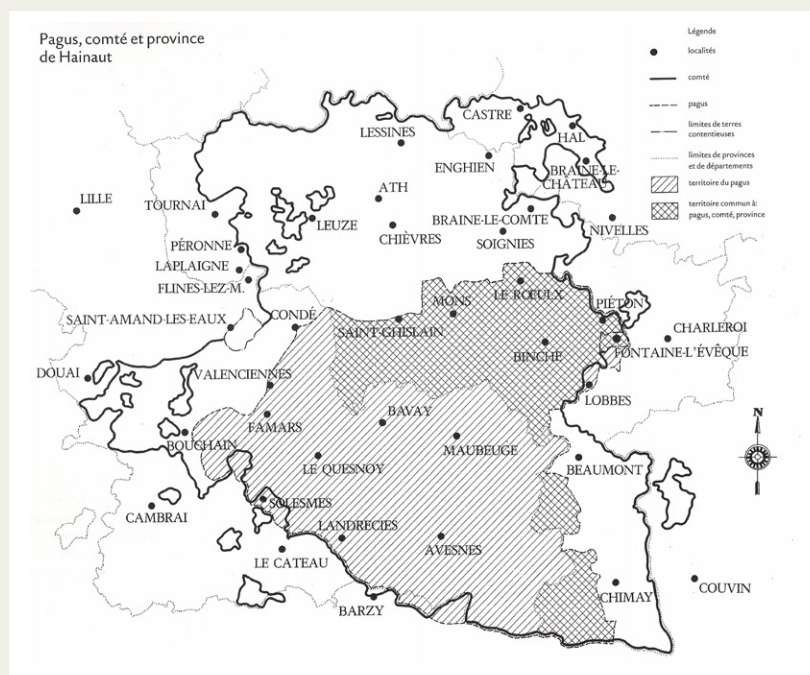 Pagus, comté et province
de Hainaut
Légende
localités
comté
pagus
limites de terres
contentieuses
limites de provinces
et de départements
territoire du pagus
territoire commun à:
pagus, comté, province
CASTRE
HAL
LESSINES
ENGHIEN
BRAINE-LE-
CHÂTEAU
ATH
LILLE
TOURNAI
LEUZE
BRAINE-LE-COMTE
CHIÈVRES
SOIGNIES
NIVELLES
PÉRONNE
LAPLAIGNE
FLINES-LEZ-M.
LE RŒULX
MONS
PIÉTON
SAINT-AMAND-LES-EAUX
CONDÉ
SAINT-GHISLAIN
CHARLEROI
BINCHE
FONTAINE-L'ÉVÊQUE
DOUAI
VALENCIENNES
LOBBES
BAVAY
FAMARS
BOUCHAIN
MAUBEUGE
N
LE QUESNOY
BEAUMONT
SOLESMES
CAMBRAI
LANDRECIES
AVESNES
LE CATEAU
CHIMAY
COUVIN
BARZY